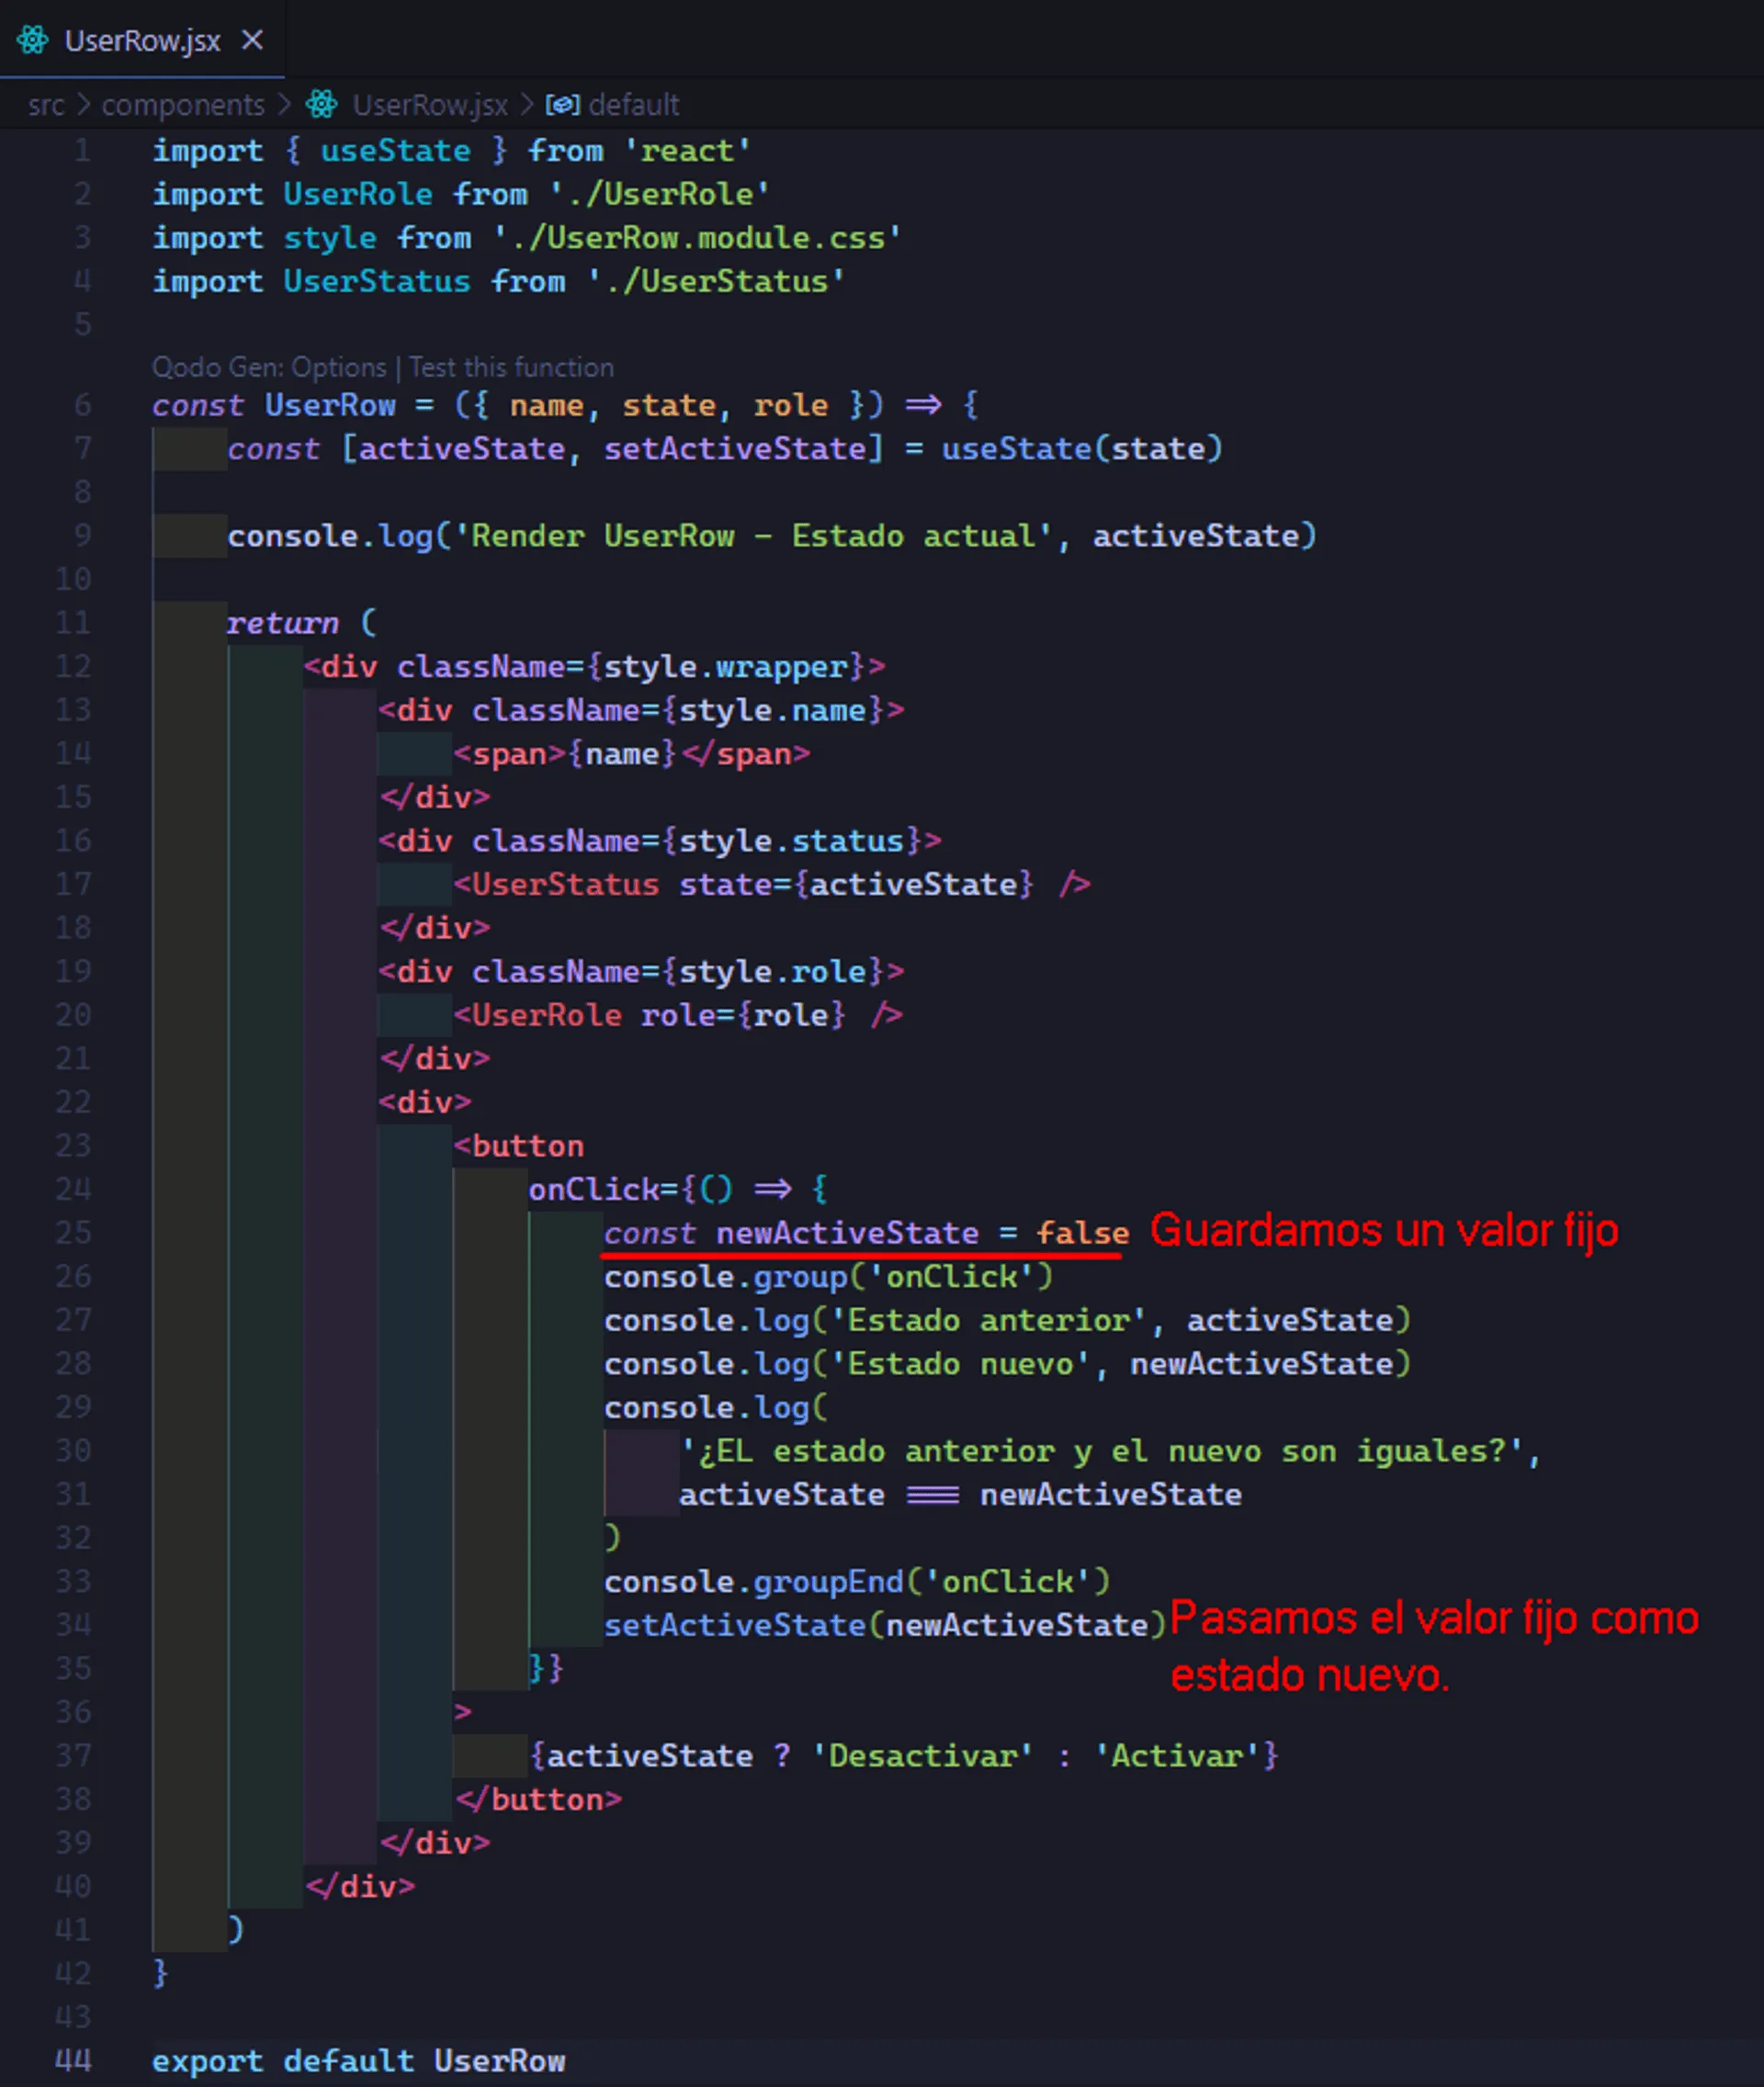 UserRow.jsx
src > components > UserRow.jsx > default
1 import { useState } from 'react'
2 import UserRole from './UserRole'
3 import style from './UserRow.module.css'
4 import UserStatus from './UserStatus'
5
Qodo Gen: Options | Test this function
6 const UserRow = ({ name, state, role }) => {
7 const [activeState, setActiveState] = useState(state)
8
9 console.log('Render UserRow - Estado actual', activeState)
10
11 return (
12 <div className={style.wrapper}>
13 <div className={style.name}>
14 <span>{name}</span>
15 </div>
16 <div className={style.status}>
17 <UserStatus state={activeState} />
18 </div>
19 <div className={style.role}>
20 <UserRole role={role} />
21 </div>
22 <div>
23 <button
24 onClick={() => {
25 const newActiveState = false Guardamos un valor fijo
26 console.group('onClick')
27 console.log('Estado anterior', activeState)
28 console.log('Estado nuevo', newActiveState)
29 console.log(
30 '¿EL estado anterior y el nuevo son iguales?',
31 activeState === newActiveState
32 )
33 console.groupEnd('onClick')
34 setActiveState(newActiveState) Pasamos el valor fijo como
35 }} estado nuevo.
36 >
37 {activeState ? 'Desactivar' : 'Activar'}
38 </button>
39 </div>
40 </div>
41 )
42 }
43
44 export default UserRow